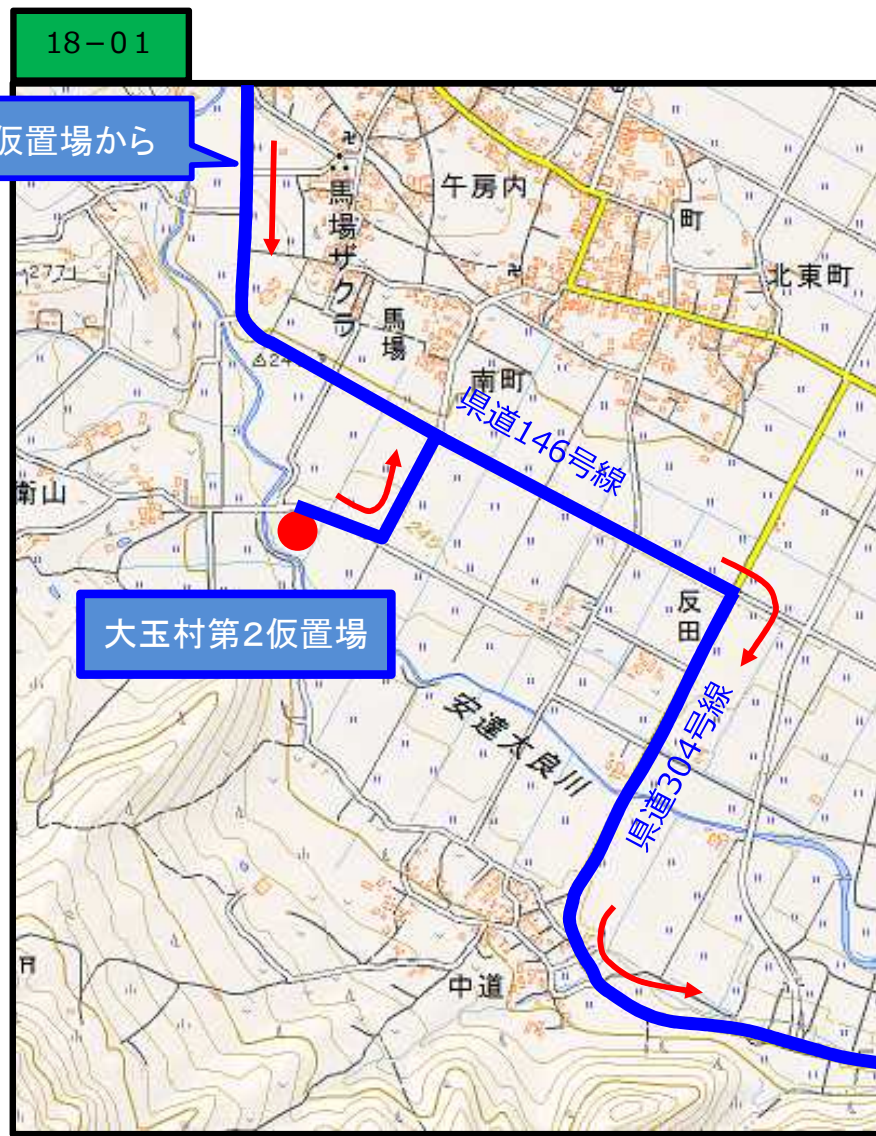 18-01
仮置場から
馬場ザクラ
午房内
町
北東町
馬場
南町
県道146号線
衛山
249
反田
大玉村第2仮置場
安達太良川
県道304号線
中道